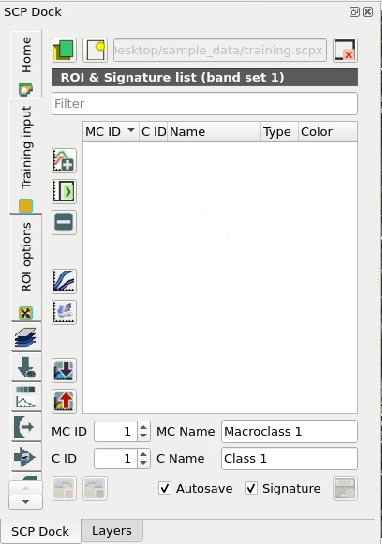 SCP Dock
Home
Training input
ROI options
Desktop/sample_data/training.scpx
ROI & Signature list (band set 1)
Filter
MC ID C ID Name Type Color
MC ID 1 MC Name Macroclass 1
C ID 1 C Name Class 1
Autosave Signature
SCP Dock Layers